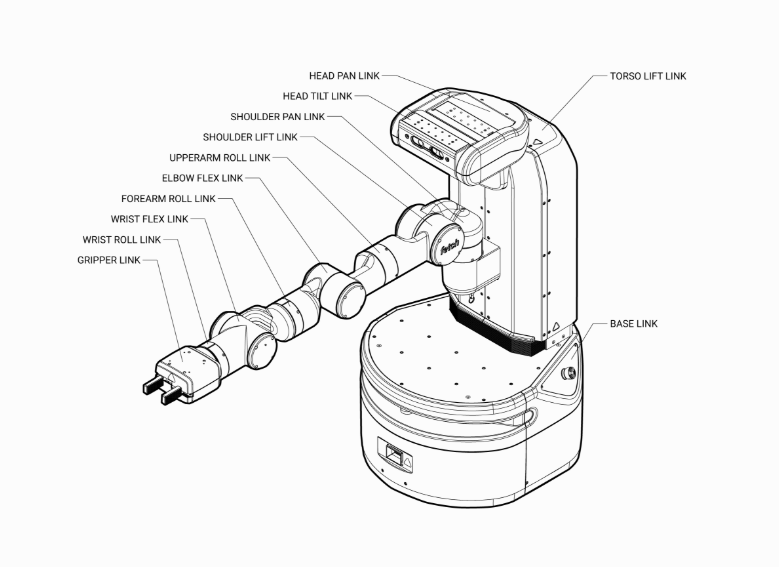 HEAD PAN LINK
TORSO LIFT LINK
HEAD TILT LINK
SHOULDER PAN LINK
SHOULDER LIFT LINK
UPPERARM ROLL LINK
ELBOW FLEX LINK
FOREARM ROLL LINK
WRIST FLEX LINK
WRIST ROLL LINK
GRIPPER LINK
fetch
BASE LINK